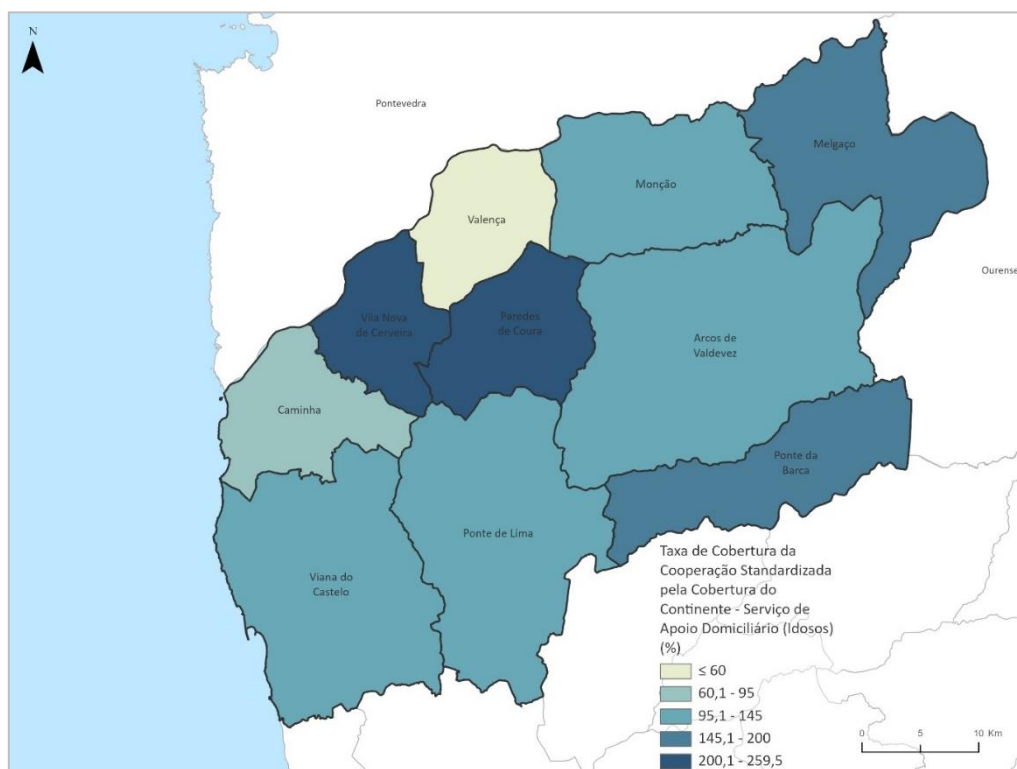 N
Pontevedra
Melgaço
Monção
Valença
Ourense
Vila Nova
de Cerveira
Paredes
de Coura
Arcos de
Valdevez
Caminha
Ponte da
Barca
Ponte de Lima
Viana do
Castelo
Taxa de Cobertura da
Cooperação Standardizada
pela Cobertura do
Continente - Serviço de
Apoio Domiciliário (Idosos)
(%)
≤ 60
60,1 - 95
95,1 - 145
145,1 - 200
200,1 - 259,5
0 5 10 Km